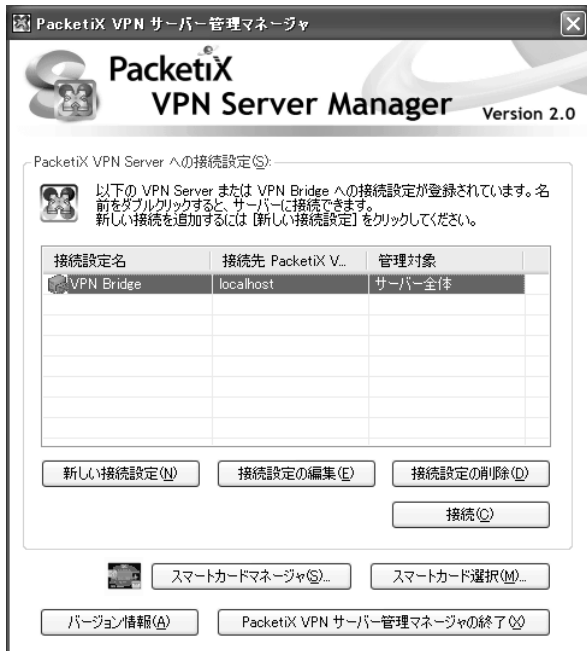 PacketiX VPN サーバー管理マネージャ
PacketiX
VPN Server Manager
Version 2.0
PacketiX VPN Server への接続設定(S):
以下の VPN Server または VPN Bridge への接続設定が登録されています。名
前をダブルクリックすると、サーバーに接続できます。
新しい接続を追加するには [新しい接続設定] をクリックしてください。
接続設定名 接続先 PacketiX V... 管理対象
VPN Bridge localhost サーバー全体
新しい接続設定(N) 接続設定の編集(E) 接続設定の削除(D)
接続(C)
スマートカードマネージャ(S)... スマートカード選択(M)...
バージョン情報(A) PacketiX VPN サーバー管理マネージャの終了(X)